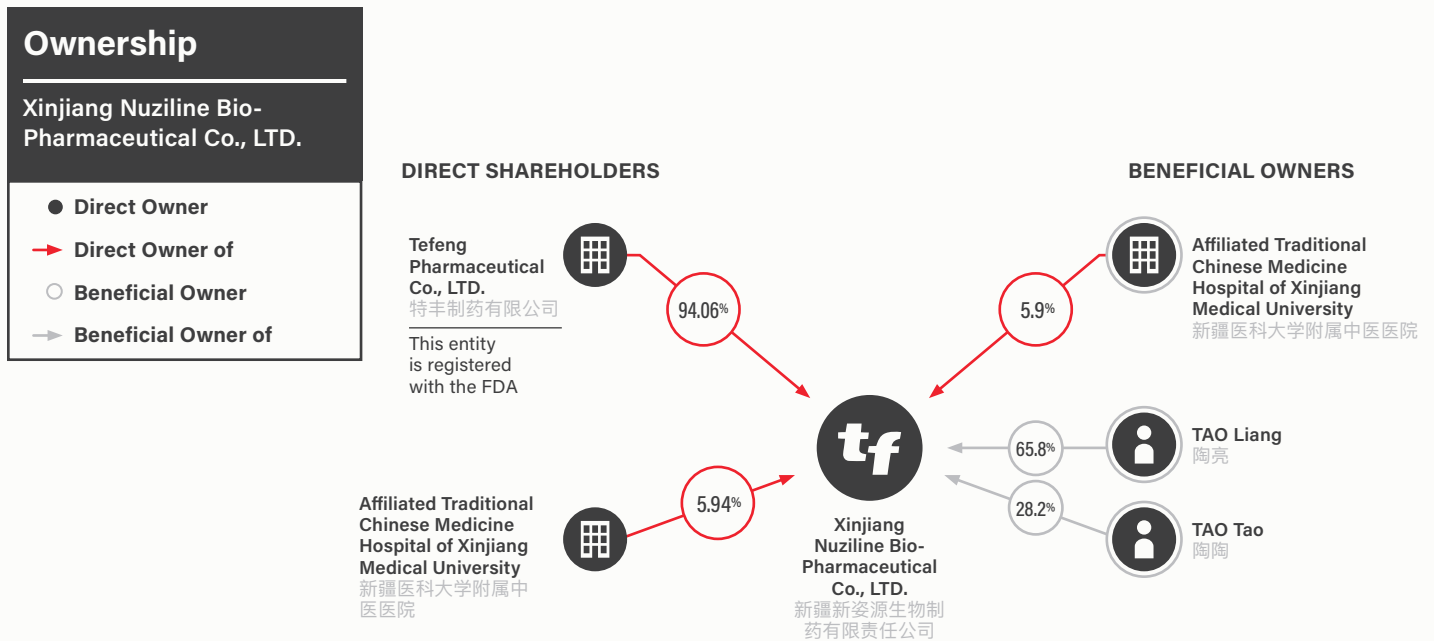 Ownership
Xinjiang Nuziline Bio-
Pharmaceutical Co., LTD.
Direct Owner
Direct Owner of
Beneficial Owner
Beneficial Owner of
DIRECT SHAREHOLDERS
Tefeng
Pharmaceutical
Co., LTD.
特丰制药有限公司
This entity
is registered
with the FDA
94.06%
Affiliated Traditional
Chinese Medicine
Hospital of Xinjiang
Medical University
新疆医科大学附属中
医医院
5.94%
tf
Xinjiang
Nuziline Bio-
Pharmaceutical
Co., LTD.
新疆新姿源生物制
药有限责任公司
BENEFICIAL OWNERS
5.9%
Affiliated Traditional
Chinese Medicine
Hospital of Xinjiang
Medical University
新疆医科大学附属中医医院
65.8%
TAO Liang
陶亮
28.2%
TAO Tao
陶陶